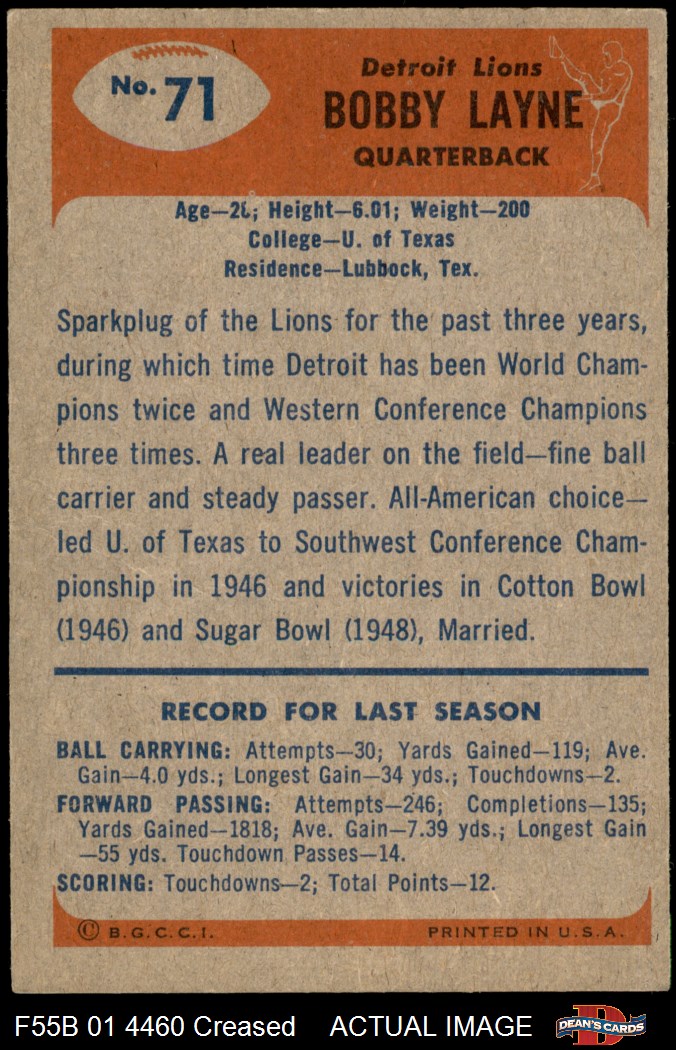 No. 71
Detroit Lions
BOBBY LAYNE
QUARTERBACK
Height—6.01; Weight—200
College—U. of Texas
Residence—Lubbock, Tex.
Sparkplug of the Lions for the past three years,
during which time Detroit has been World Cham-
pions twice and Western Conference Champions
three times. A real leader on the field—fine ball
carrier and steady passer. All-American choice—
led U. of Texas to Southwest Conference Cham-
pionship in 1946 and victories in Cotton Bowl
(1946) and Sugar Bowl (1948), Married.
RECORD FOR LAST SEASON
BALL CARRYING: Attempts—30; Yards Gained—119; Ave.
Gain—4.0 yds.; Longest Gain—34 yds.; Touchdowns—2.
FORWARD PASSING: Attempts—246; Completions—135;
Yards Gained—1818; Ave. Gain—7.39 yds.; Longest Gain
—55 yds. Touchdown Passes—14.
SCORING: Touchdowns—2; Total Points—12.
© B.G.C.C.I.
PRINTED IN U.S.A.
F55B 01 4460 Creased ACTUAL IMAGE
D
DEAN'S CARDS